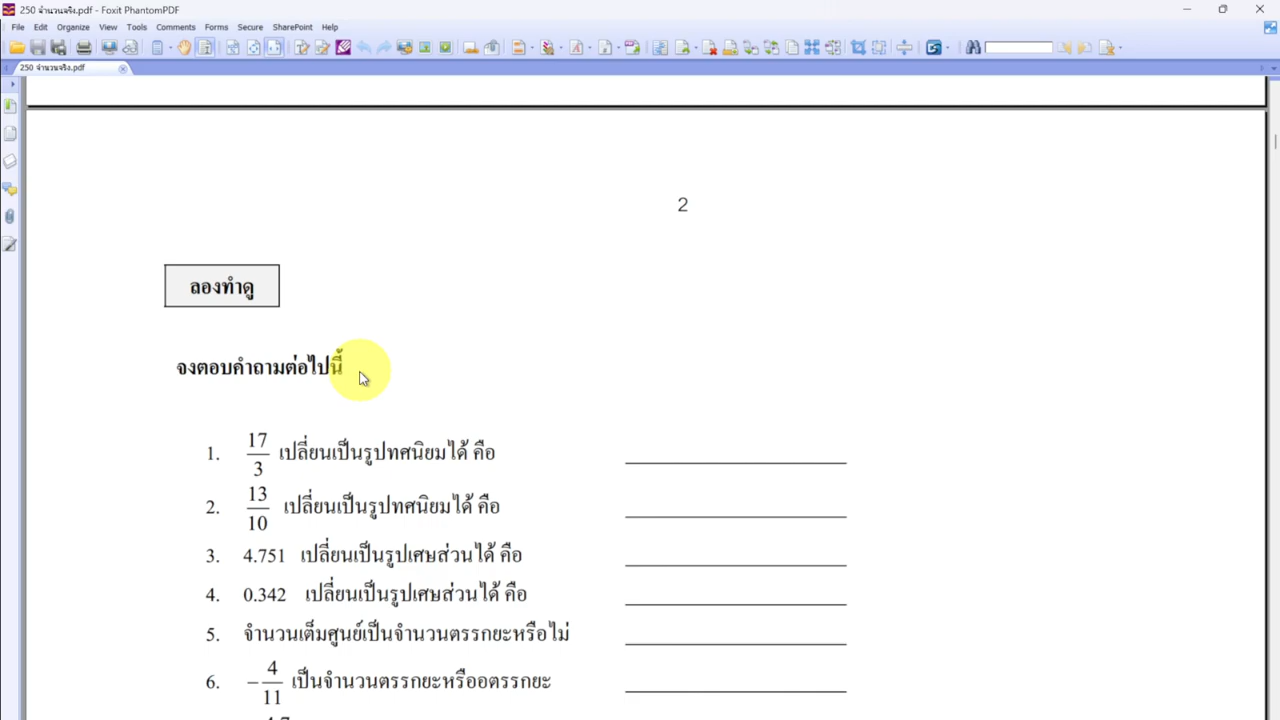 250 จำนวนจริง.pdf - Foxit PhantomPDF
File Edit Organize View Tools Comments Forms Secure SharePoint Help
250 จำนวนจริง.pdf
2
ลองทำดู
จงตอบคำถามต่อไปนี้
1. 17/3 เปลี่ยนเป็นรูปทศนิยมได้ คือ
2. 13/10 เปลี่ยนเป็นรูปทศนิยมได้ คือ
3. 4.751 เปลี่ยนเป็นรูปเศษส่วนได้ คือ
4. 0.342 เปลี่ยนเป็นรูปเศษส่วนได้ คือ
5. จำนวนเต็มศูนย์เป็นจำนวนตรรกยะหรือไม่
6. -4/11 เป็นจำนวนตรรกยะหรืออตรรกยะ